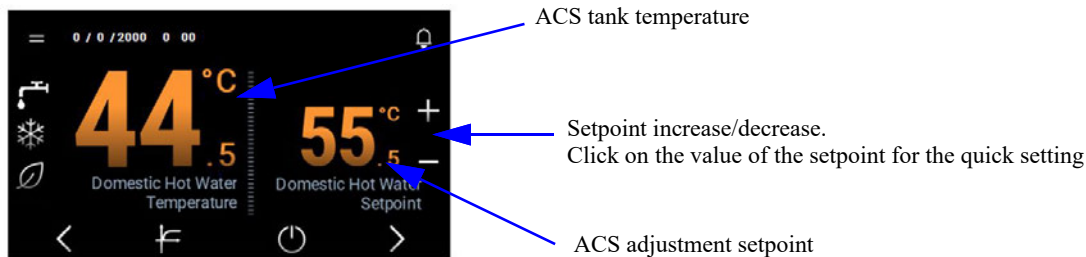 ACS tank temperature
0 / 0 / 2000 0 00
44.5 °C
Domestic Hot Water
Temperature
55.5 °C
+
−
Domestic Hot Water
Setpoint
Setpoint increase/decrease.
Click on the value of the setpoint for the quick setting
ACS adjustment setpoint